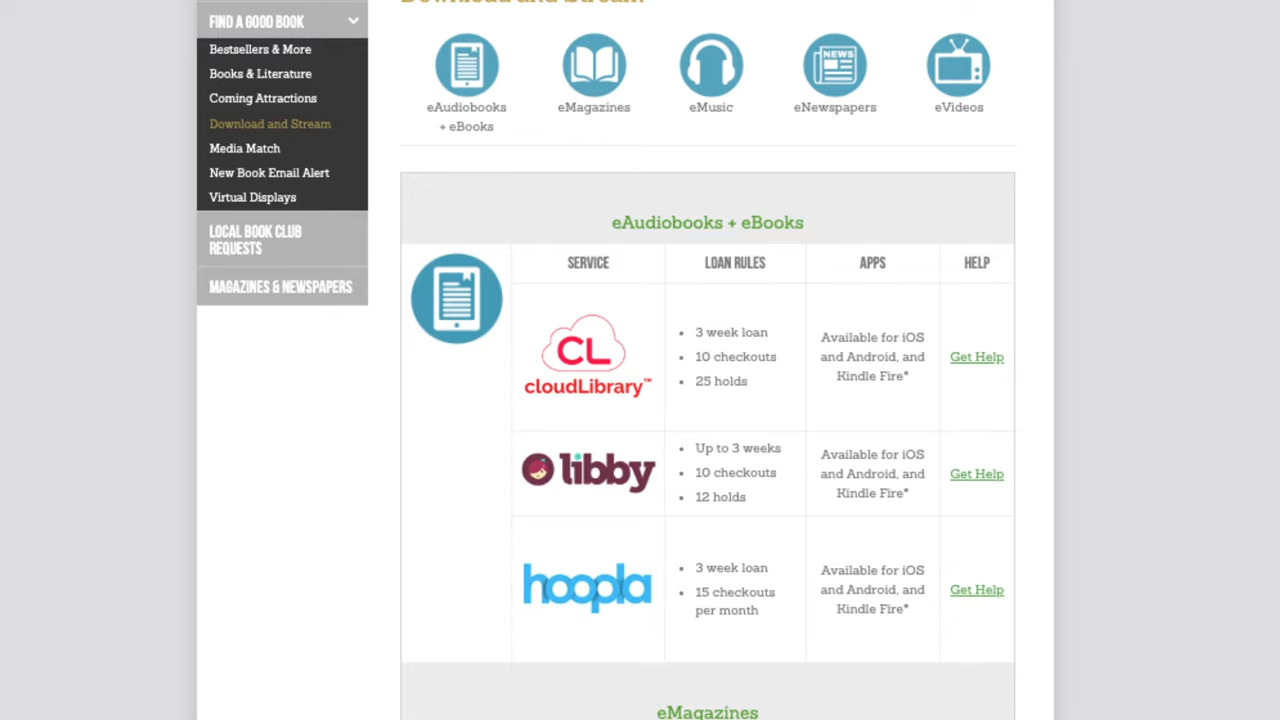 Download and Stream
FIND A GOOD BOOK
Bestsellers & More
Books & Literature
Coming Attractions
Download and Stream
Media Match
New Book Email Alert
Virtual Displays
LOCAL BOOK CLUB
REQUESTS
MAGAZINES & NEWSPAPERS
eAudiobooks
+ eBooks
eMagazines
eMusic
NEWS
eNewspapers
eVideos
eAudiobooks + eBooks
SERVICE
LOAN RULES
APPS
HELP
CL
cloudLibrary™
• 3 week loan
• 10 checkouts
• 25 holds
Available for iOS
and Android, and
Kindle Fire*
Get Help
libby
• Up to 3 weeks
• 10 checkouts
• 12 holds
Available for iOS
and Android, and
Kindle Fire*
Get Help
hoopla
• 3 week loan
• 15 checkouts
per month
Available for iOS
and Android, and
Kindle Fire*
Get Help
eMagazines